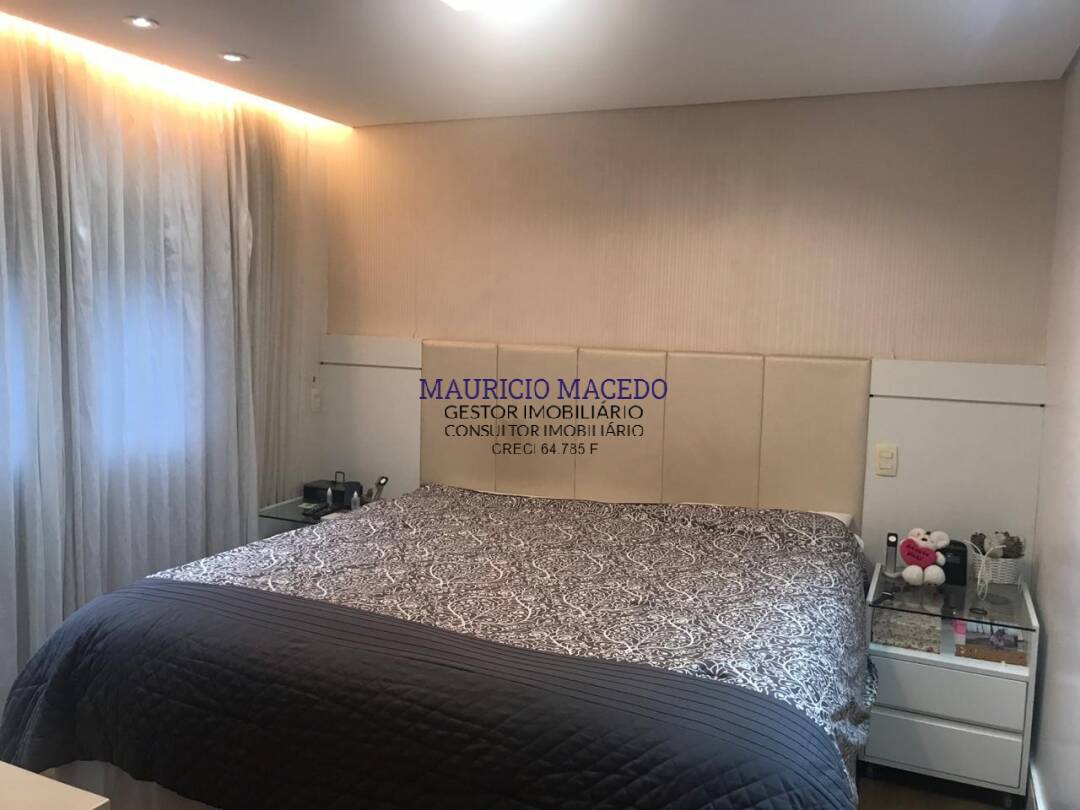 MAURICIO MACEDO
GESTOR IMOBILIÁRIO
CONSULTOR IMOBILIÁRIO
CRECI 64.785 F